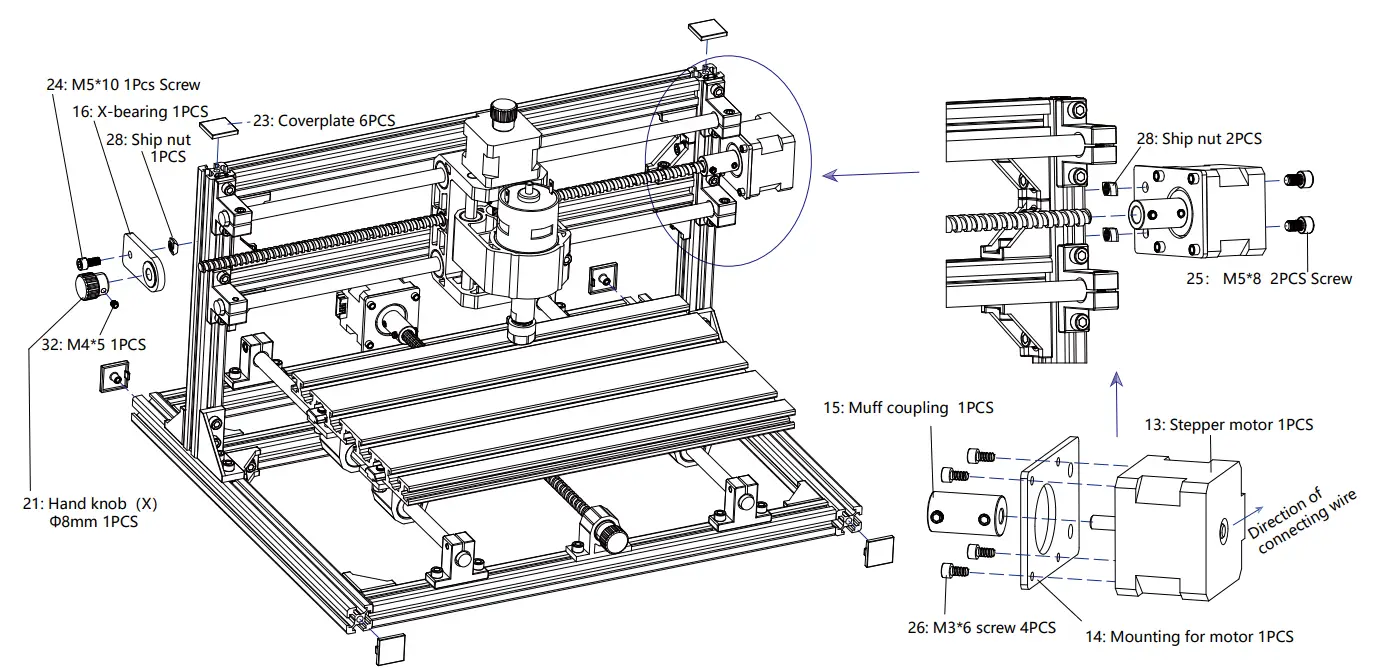 24: M5*10 1Pcs Screw
16: X-bearing 1PCS
28: Ship nut
1PCS
23: Coverplate 6PCS
32: M4*5 1PCS
21: Hand knob (X)
Φ8mm 1PCS
28: Ship nut 2PCS
25: M5*8 2PCS Screw
15: Muff coupling 1PCS
13: Stepper motor 1PCS
Direction of
connecting wire
26: M3*6 screw 4PCS
14: Mounting for motor 1PCS